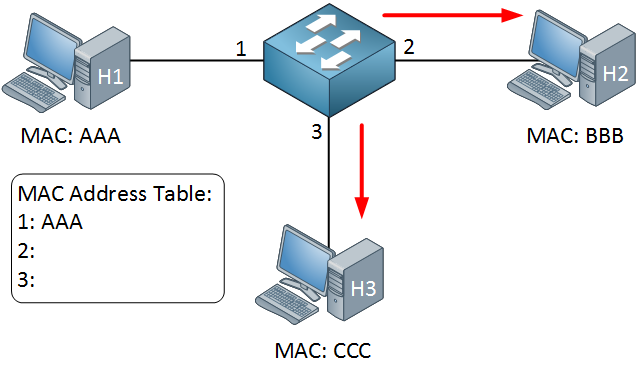 H1
1
2
H2
MAC: AAA
3
MAC: BBB
MAC Address Table:
1: AAA
2:
3:
H3
MAC: CCC